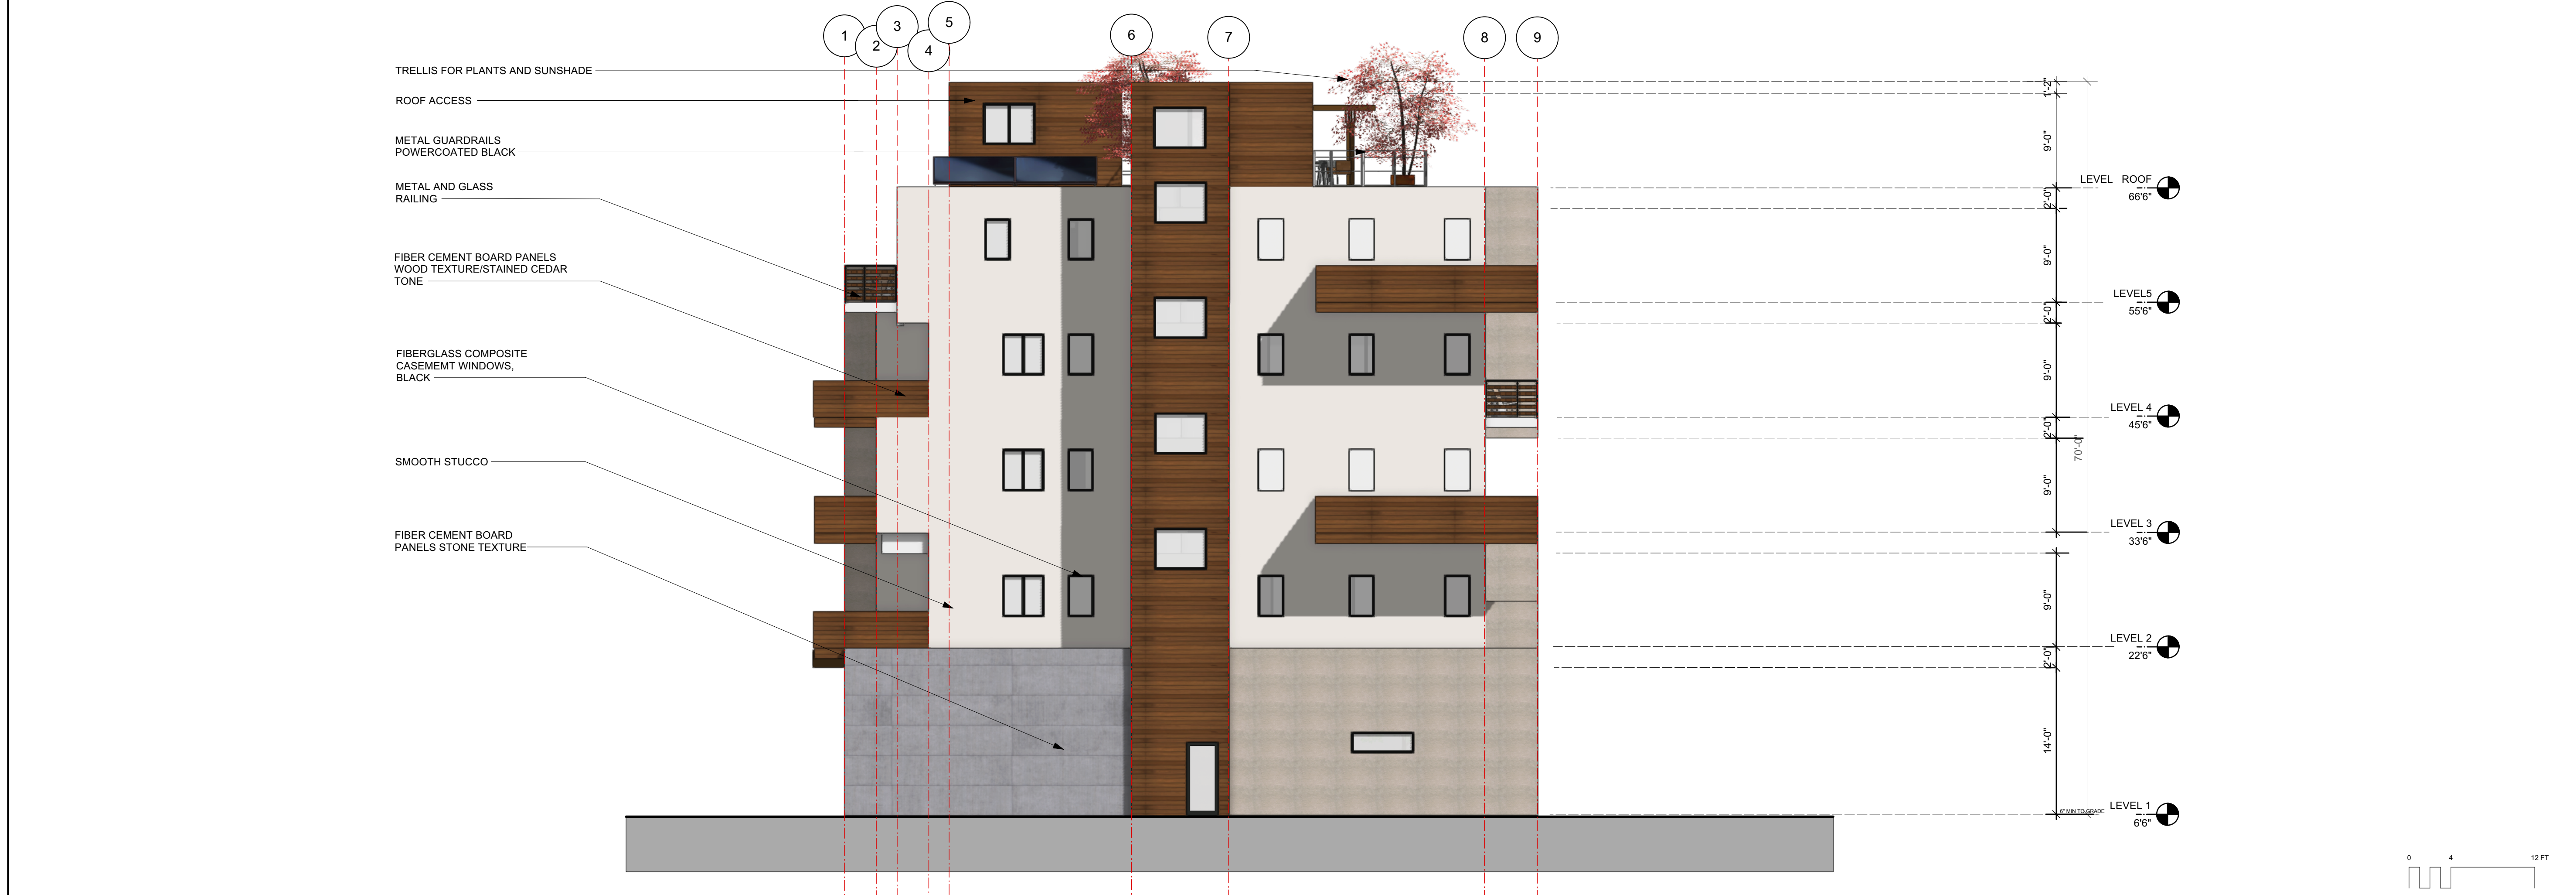 1
2
3
4
5
6
7
8
9
TRELLIS FOR PLANTS AND SUNSHADE
ROOF ACCESS
METAL GUARDRAILS
POWERCOATED BLACK
METAL AND GLASS
RAILING
FIBER CEMENT BOARD PANELS
WOOD TEXTURE/STAINED CEDAR
TONE
FIBERGLASS COMPOSITE
CASEMEMT WINDOWS,
BLACK
SMOOTH STUCCO
FIBER CEMENT BOARD
PANELS STONE TEXTURE
1'-2"
9'-0"
2'-0"
9'-0"
2'-0"
9'-0"
2'-0"
9'-0"
9'-0"
2'-0"
14'-0"
70'-0"
6" MIN TO GRADE
LEVEL ROOF
66'6"
LEVEL5
55'6"
LEVEL 4
45'6"
LEVEL 3
33'6"
LEVEL 2
22'6"
LEVEL 1
6'6"
0 4 12 FT